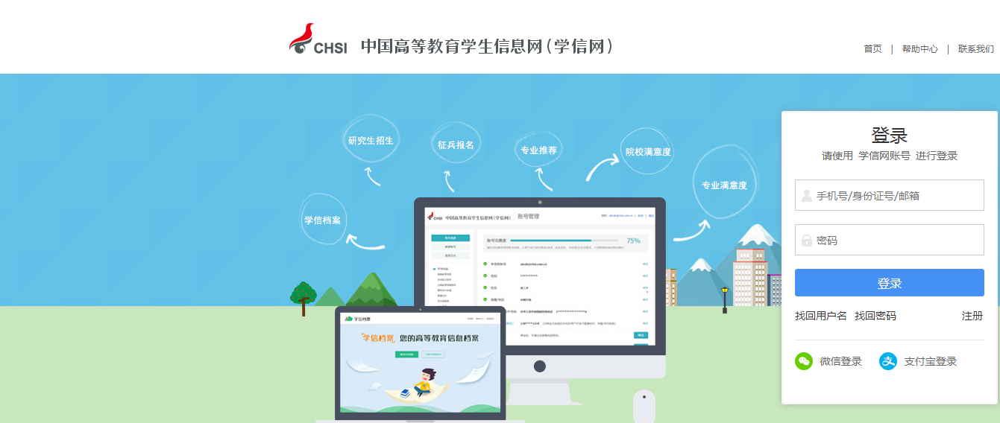 CHSI 中国高等教育学生信息网(学信网)
首页 | 帮助中心 | 联系我们
研究生招生
征兵报名
专业推荐
院校满意度
专业满意度
学信档案
CHSI 中国高等教育学生信息网(学信网) 账号管理
75%
学信档案
学信档案 您的高等教育信息档案
登录
请使用 学信网账号 进行登录
手机号/身份证号/邮箱
密码
登录
找回用户名 找回密码 注册
微信登录 支付宝登录